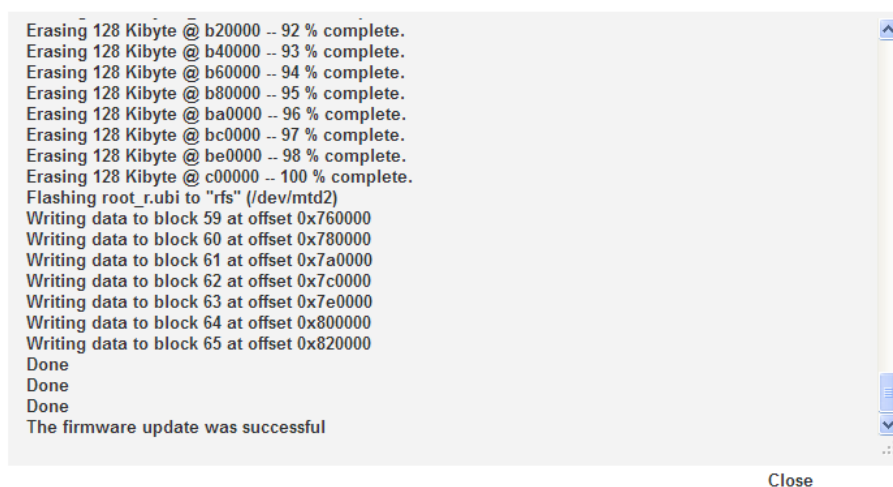 Erasing 128 Kibyte @ b20000 -- 92 % complete.
Erasing 128 Kibyte @ b40000 -- 93 % complete.
Erasing 128 Kibyte @ b60000 -- 94 % complete.
Erasing 128 Kibyte @ b80000 -- 95 % complete.
Erasing 128 Kibyte @ ba0000 -- 96 % complete.
Erasing 128 Kibyte @ bc0000 -- 97 % complete.
Erasing 128 Kibyte @ be0000 -- 98 % complete.
Erasing 128 Kibyte @ c00000 -- 100 % complete.
Flashing root_r.ubi to "rfs" (/dev/mtd2)
Writing data to block 59 at offset 0x760000
Writing data to block 60 at offset 0x780000
Writing data to block 61 at offset 0x7a0000
Writing data to block 62 at offset 0x7c0000
Writing data to block 63 at offset 0x7e0000
Writing data to block 64 at offset 0x800000
Writing data to block 65 at offset 0x820000
Done
Done
Done
The firmware update was successful
Close